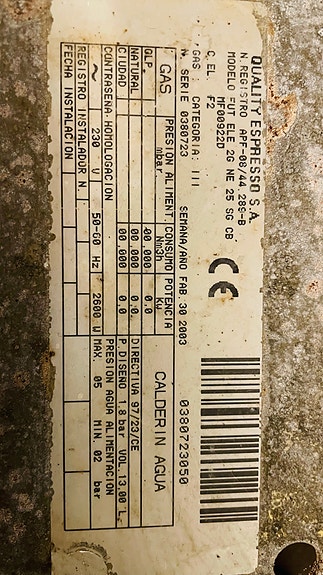 QUALITY ESPRESSO S.A.
N.REGISTRO APF-08/44.289-B
MODELO FUT ELE 2G NE 25 SG CB
MF00922D
C.EL. F2
CE
GAS: CATEGORIA: III
Nº SERIE 0380723 SEMANA/AÑO FAB 30 2003
0380723050
GAS PRESION ALIMENT. mbar. CONSUMO Nm3h POTENCIA KW
GLP. 00.000 0.0
NATURAL 00.000 0.0
CIUDAD 00.000 0.0
CALDERIN AGUA
DIRECTIVA 97/23/CE
P.DISEÑO 1,8 bar VOL.13.00 L.
CONTRASEÑA HOMOLOGACION
PRESION AGUA ALIMENTACION
~ 230 V 50-60 Hz 2600 W
MAX. 05 MIN. 02 bar
REGISTRO INSTALADOR N.
FECHA INSTALACION